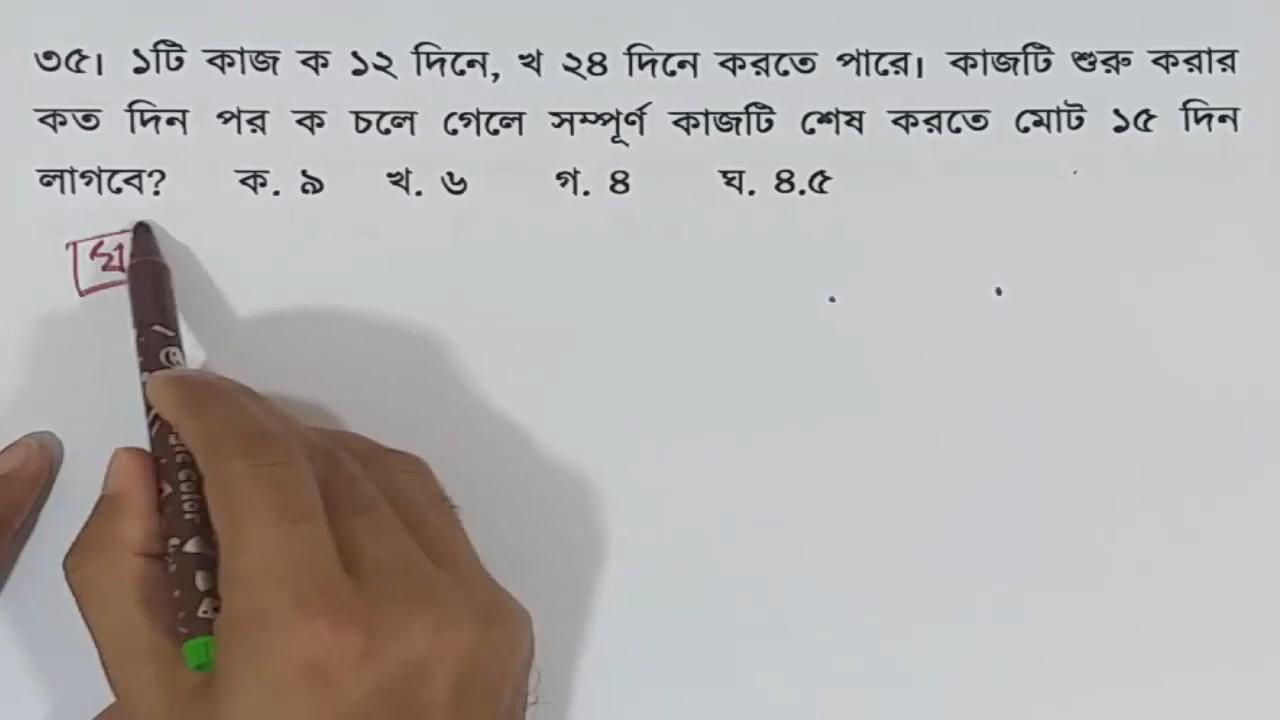 ৩৫। ১টি কাজ ক ১২ দিনে, খ ২৪ দিনে করতে পারে। কাজটি শুরু করার
কত দিন পর ক চলে গেলে সম্পূর্ণ কাজটি শেষ করতে মোট ১৫ দিন
লাগবে? ক. ৯ খ. ৬ গ. ৪ ঘ. ৪.৫
ঘ